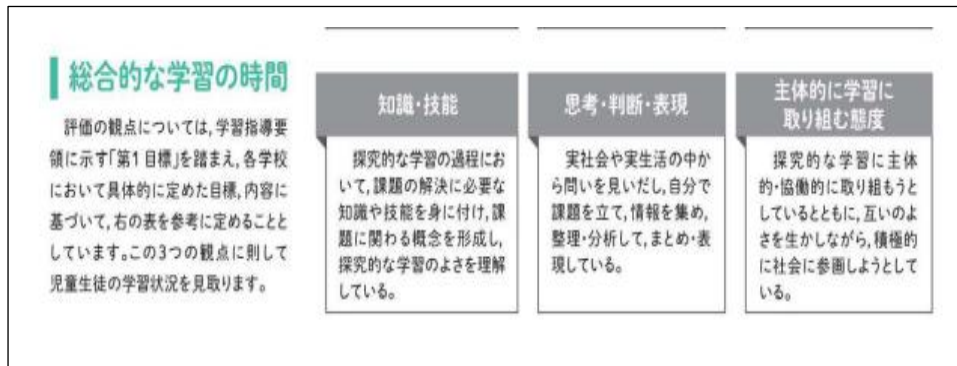 総合的な学習の時間
評価の観点については,学習指導要
領に示す「第1 目標」を踏まえ,各学校
において具体的に定めた目標,内容に
基づいて,右の表を参考に定めることと
しています。この3つの観点に則して
児童生徒の学習状況を見取ります。
知識・技能
探究的な学習の過程にお
いて,課題の解決に必要な
知識や技能を身に付け,課
題に関わる概念を形成し,
探究的な学習のよさを理解
している。
思考・判断・表現
実社会や実生活の中か
ら問いを見いだし,自分で
課題を立て,情報を集め,
整理・分析して,まとめ・表
現している。
主体的に学習に
取り組む態度
探究的な学習に主体
的・協働的に取り組もうと
しているとともに,互いのよ
さを生かしながら,積極的
に社会に参画しようとして
いる。